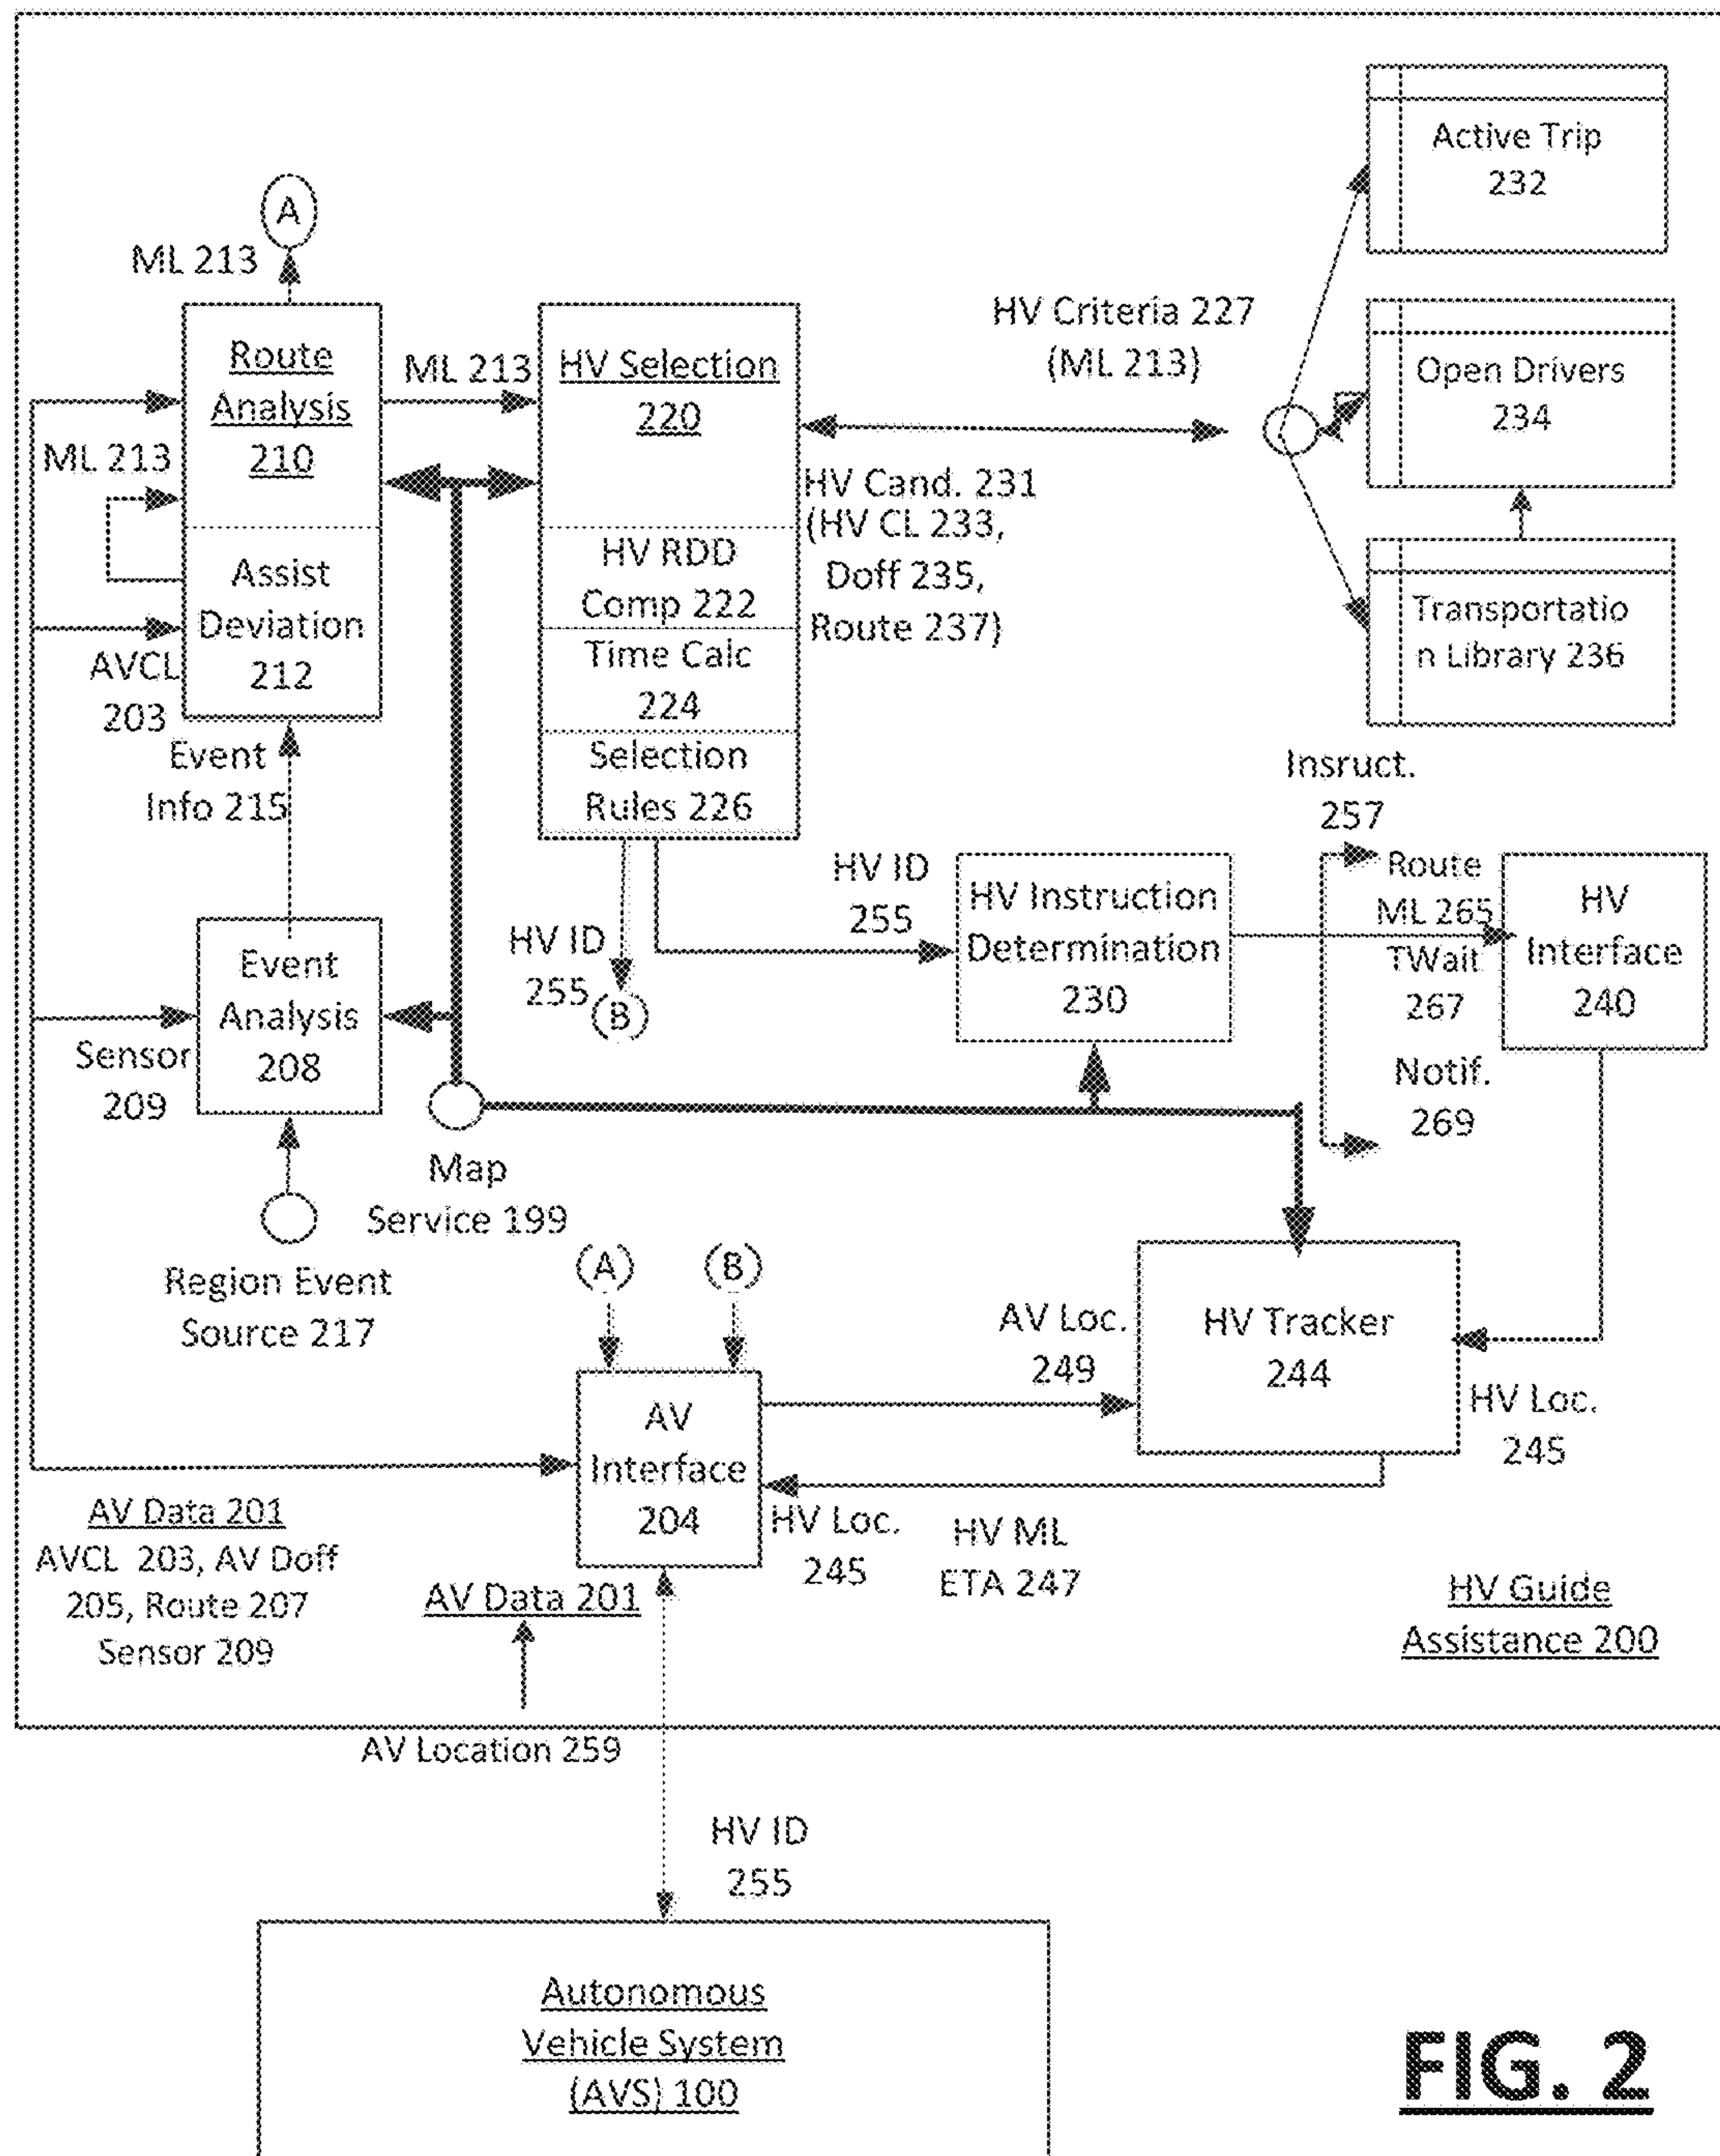 Active Trip
232
A
ML 213
Route
Analysis
210
ML 213
HV Selection
220
HV Criteria 227
(ML 213)
Open Drivers
234
ML 213
Assist
Deviation
212
AVCL
203
HV RDD
Comp 222
Time Calc
224
Selection
Rules 226
HV Cand. 231
(HV CL 233,
Doff 235,
Route 237)
Transportatio
n Library 236
Event
Info 215
Insruct.
257
HV ID
255
HV ID
255
B
HV Instruction
Determination
230
Route
ML 265
TWait
267
Notif.
269
HV
Interface
240
Event
Analysis
208
Sensor
209
Map
Service 199
Region Event
Source 217
A
B
AV Loc.
249
HV Tracker
244
HV Loc.
245
AV
Interface
204
HV Loc.
245
HV ML
ETA 247
AV Data 201
AVCL 203, AV Doff
205, Route 207
Sensor 209
AV Data 201
HV Guide
Assistance 200
AV Location 259
HV ID
255
Autonomous
Vehicle System
(AVS) 100
FIG. 2